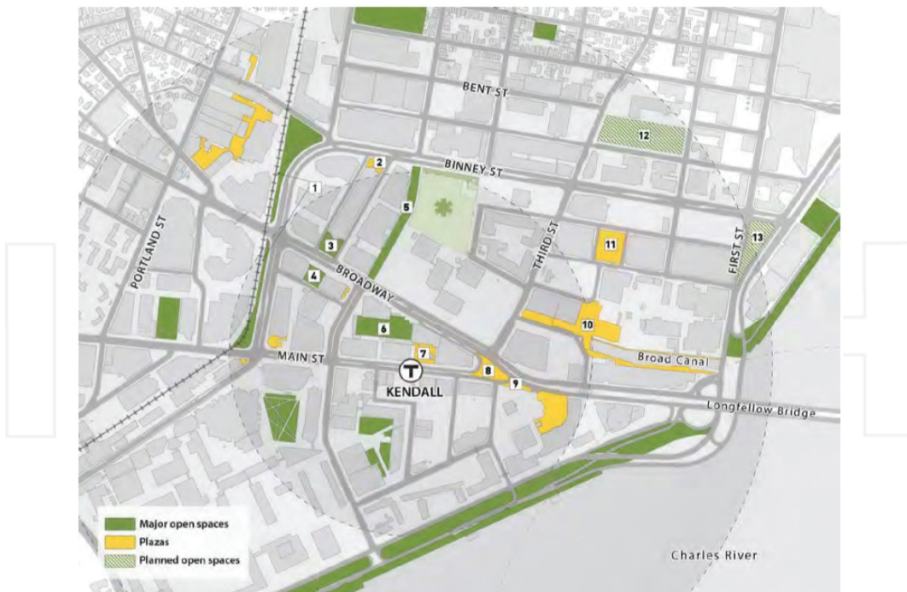 BENT ST
12
BINNEY ST
2
1
5
PORTLAND ST
3
THIRD ST
11
FIRST ST
13
4
BROADWAY
6
10
7
Broad Canal
MAIN ST
8
T
9
KENDALL
Longfellow Bridge
Major open spaces
Plazas
Planned open spaces
Charles River